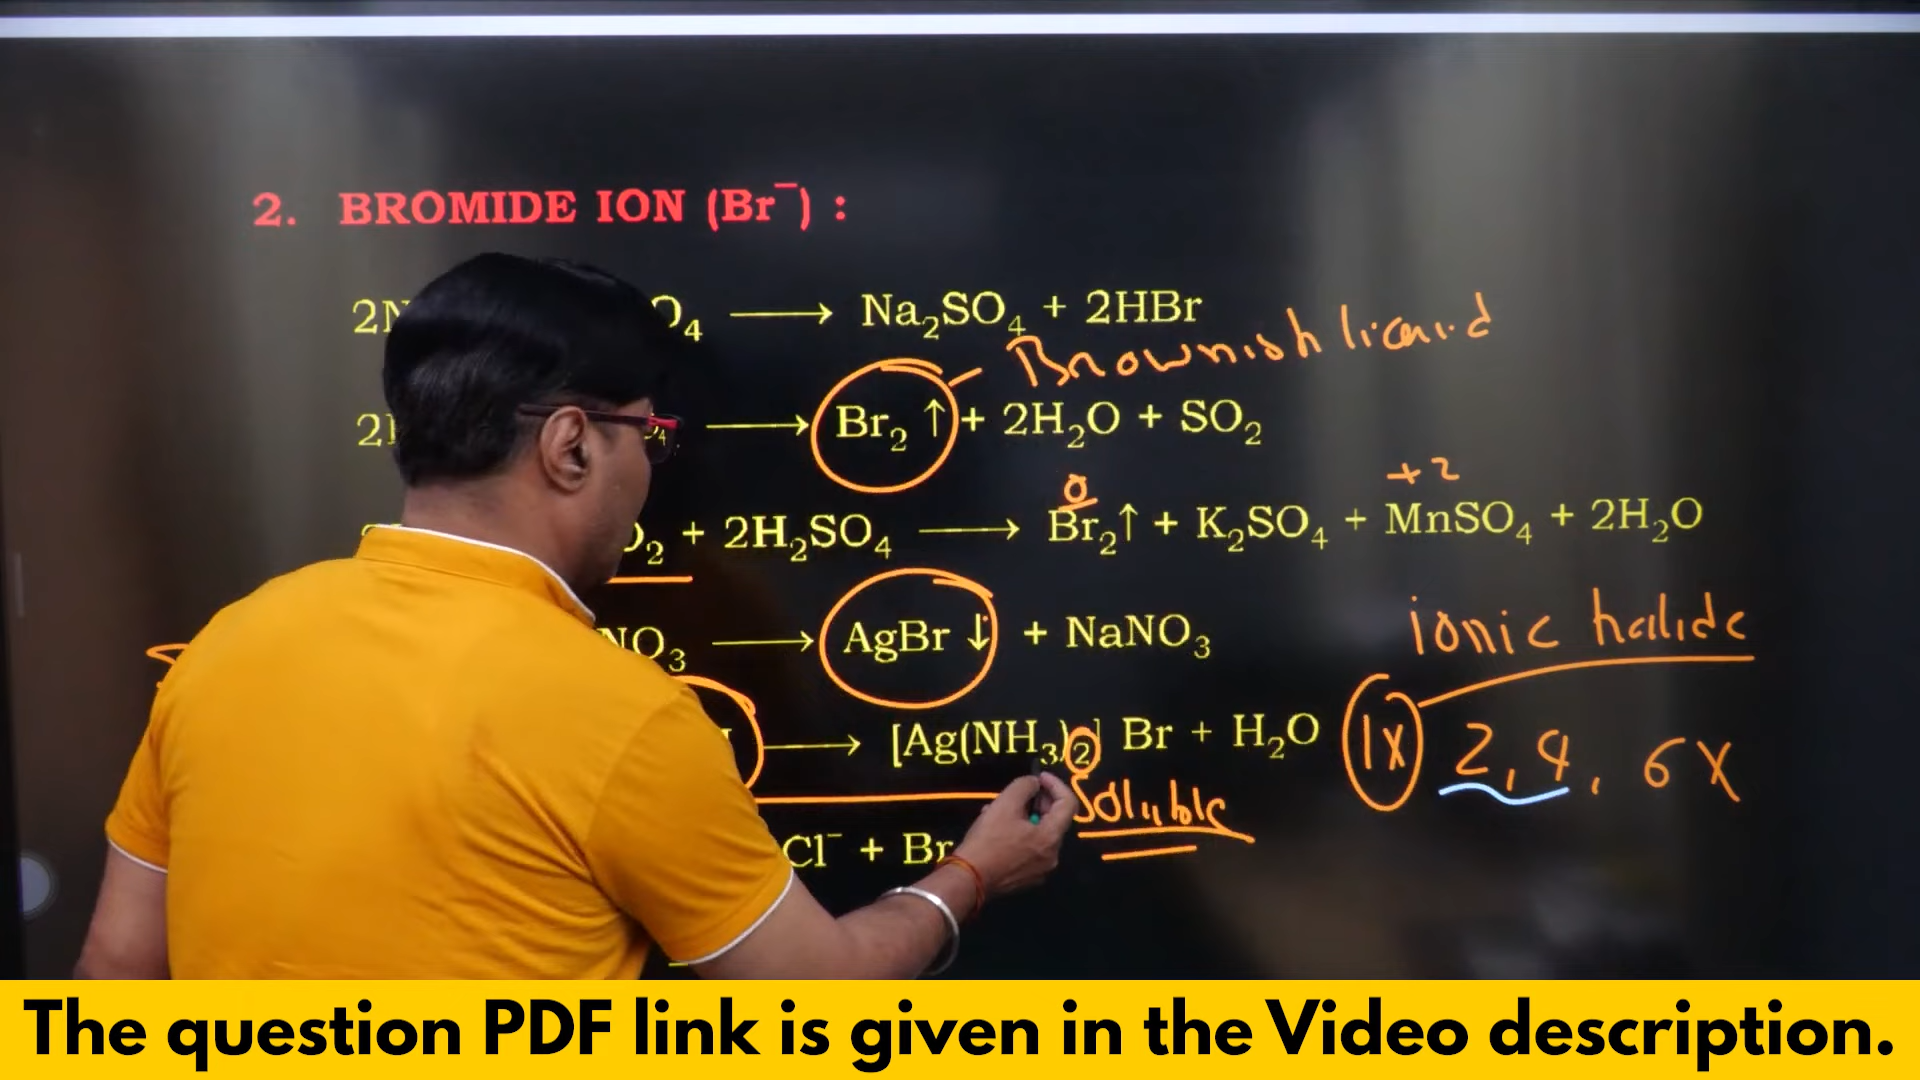 2. BROMIDE ION (Br⁻) :
2N O₄ ⟶ Na₂SO₄ + 2HBr
Brownish liquid
⟶ Br₂ ↑ + 2H₂O + SO₂
0 +2
O₂ + 2H₂SO₄ ⟶ Br₂↑ + K₂SO₄ + MnSO₄ + 2H₂O
NO₃ ⟶ AgBr ↓ + NaNO₃
ionic halide
⟶ [Ag(NH₃)₂] Br + H₂O
1X 2, 4, 6 X
Soluble
Cl⁻ + Br
The question PDF link is given in the Video description.